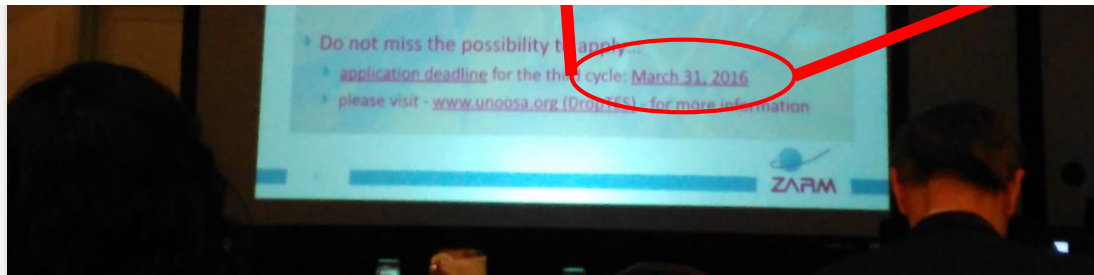 Do not miss the possibility to apply...
application deadline for the third cycle: March 31, 2016
please visit - www.unoosa.org (DropTES) - for more information
ZARM